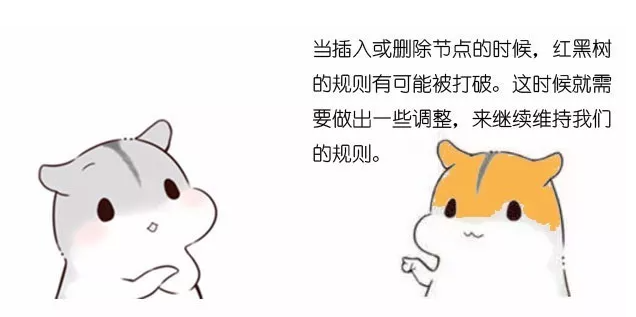 当插入或删除节点的时候，红黑树
的规则有可能被打破。这时候就需
要做出一些调整，来继续维持我们
的规则。